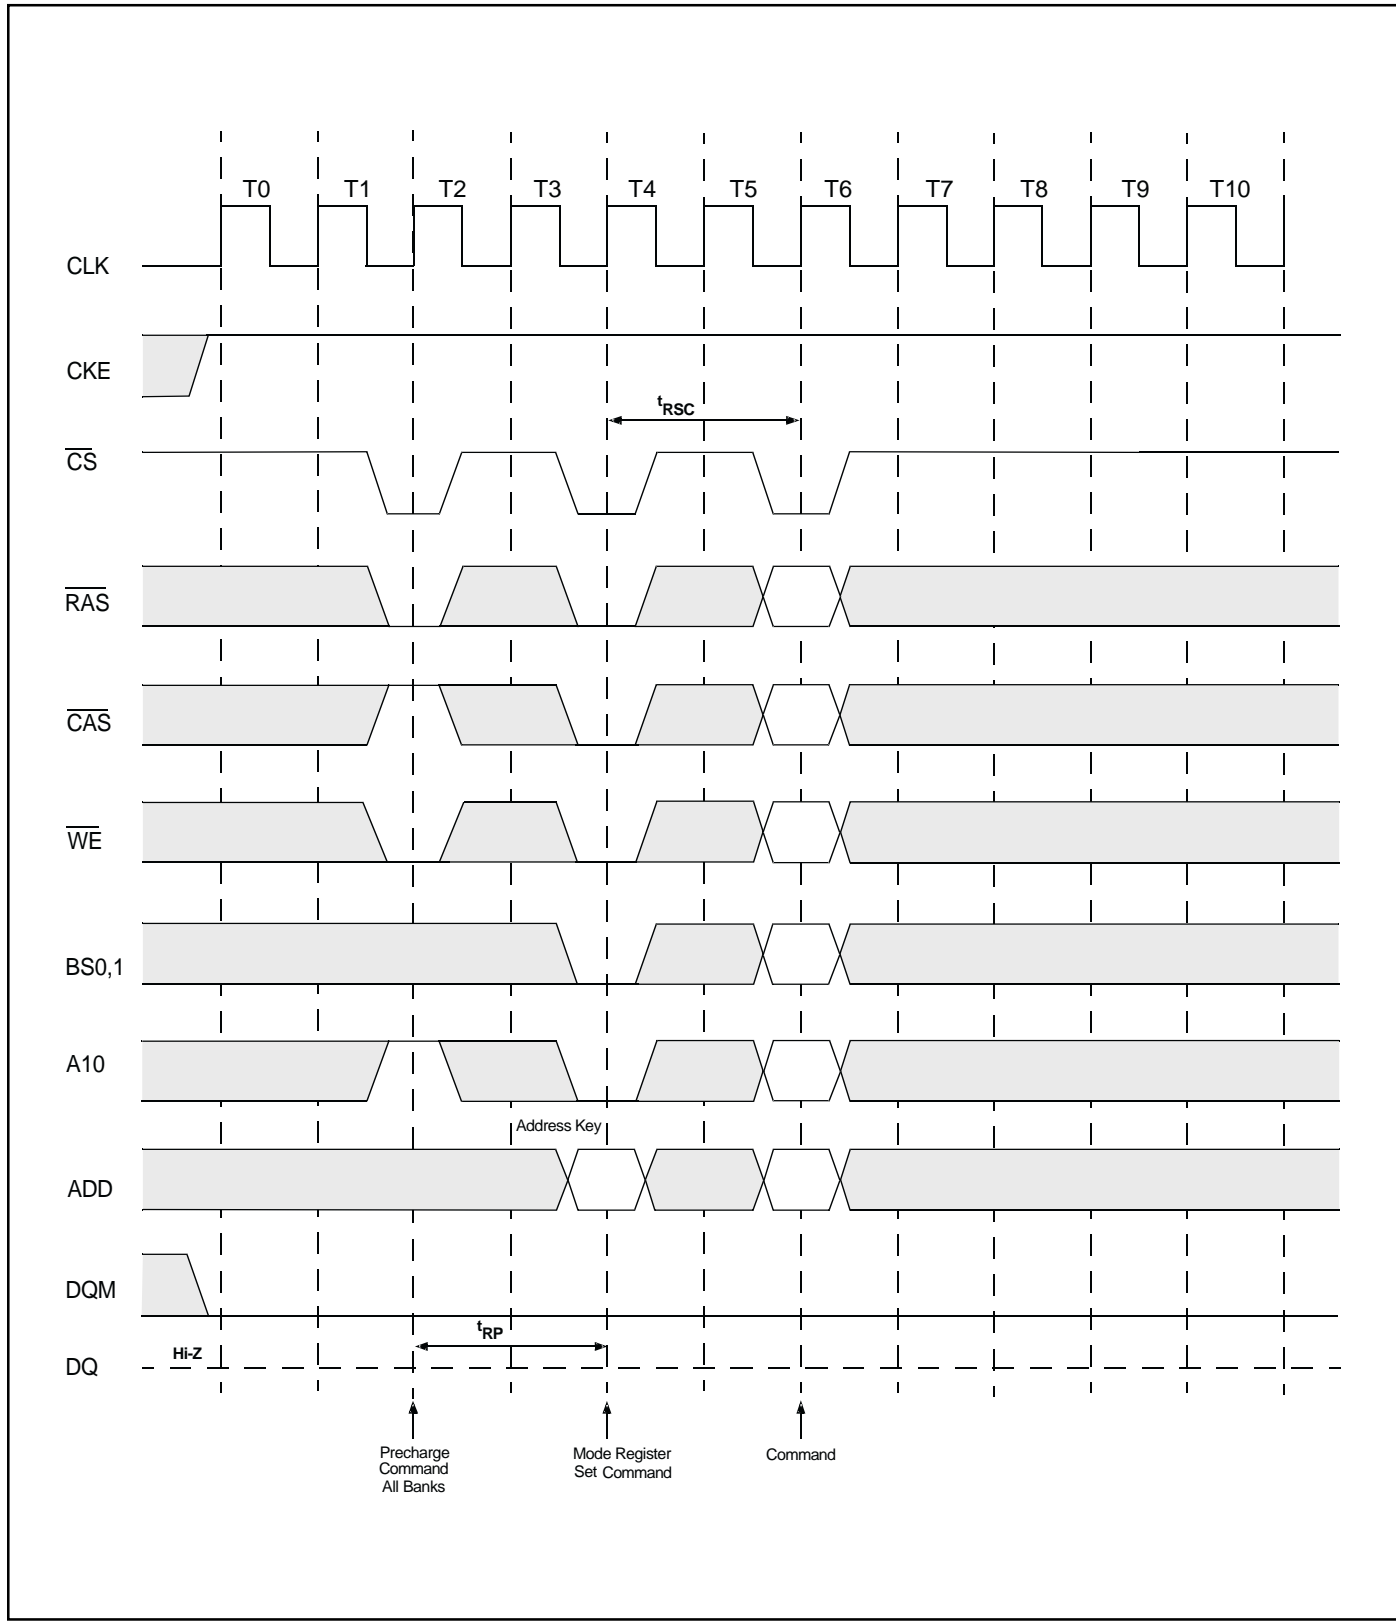 T0 T1 T2 T3 T4 T5 T6 T7 T8 T9 T10
CLK
CKE
tRSC
CS
RAS
CAS
WE
BS0,1
A10
Address Key
ADD
DQM
tRP
Hi-Z
DQ
Precharge
Command
All Banks
Mode Register
Set Command
Command